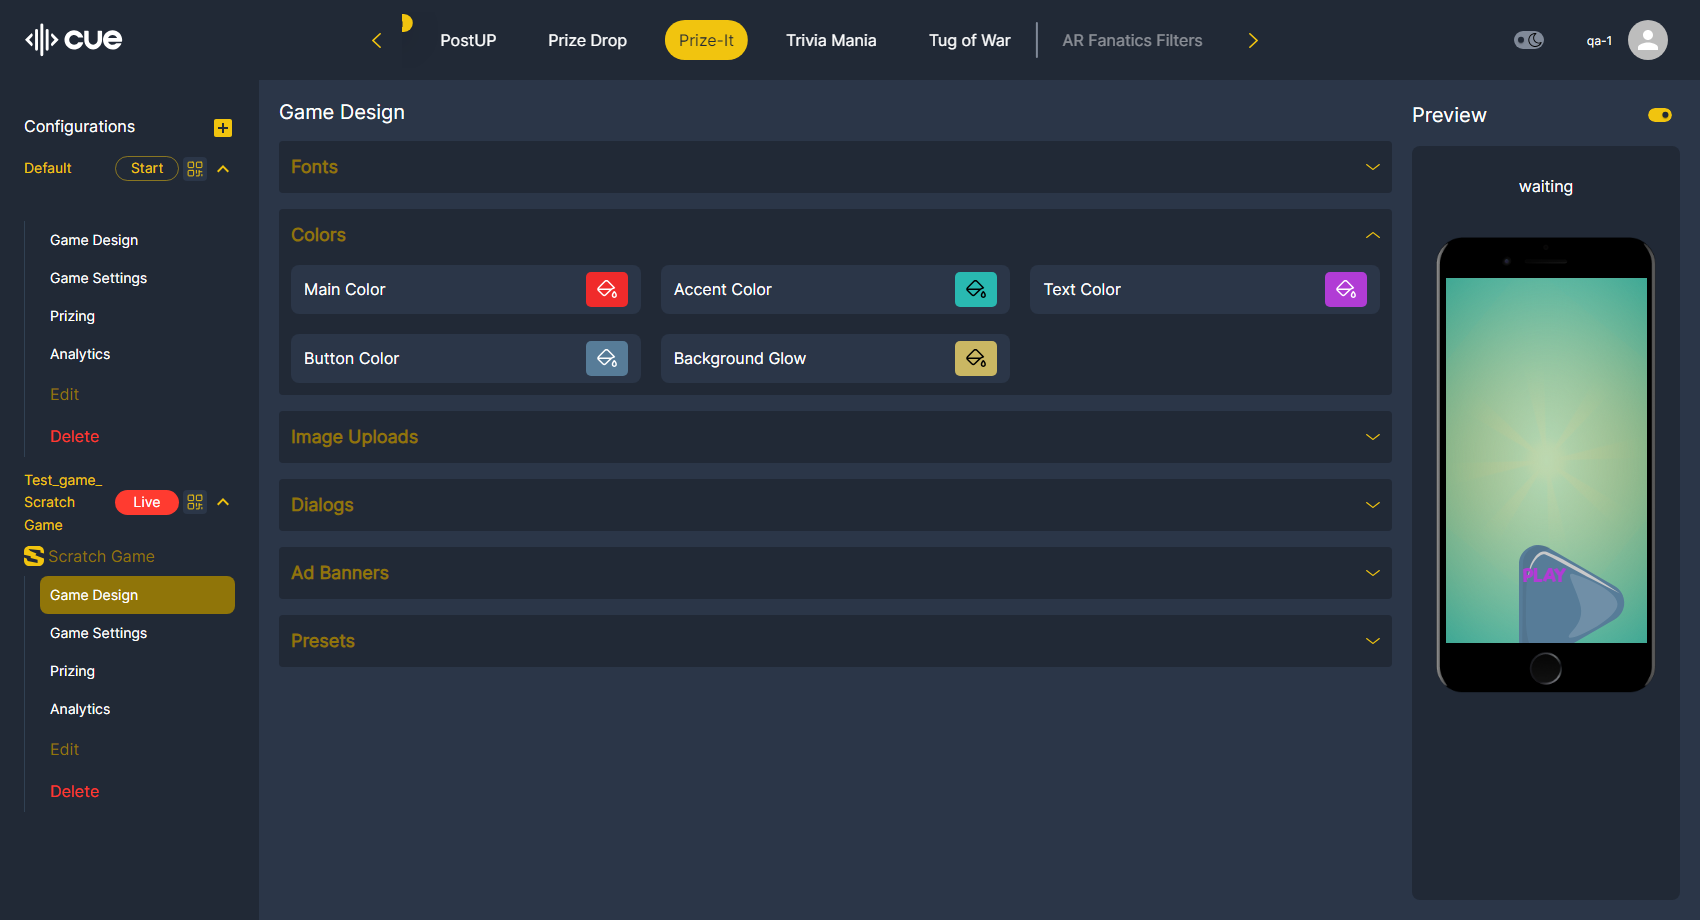 cue
PostUP
Prize Drop
Prize-It
Trivia Mania
Tug of War
AR Fanatics Filters
qa-1
Configurations
Default
Start
Game Design
Game Settings
Prizing
Analytics
Edit
Delete
Test_game_
Scratch
Game
Live
Scratch Game
Game Design
Game Settings
Prizing
Analytics
Edit
Delete
Game Design
Fonts
Colors
Main Color
Accent Color
Text Color
Button Color
Background Glow
Image Uploads
Dialogs
Ad Banners
Presets
Preview
waiting
PLAY